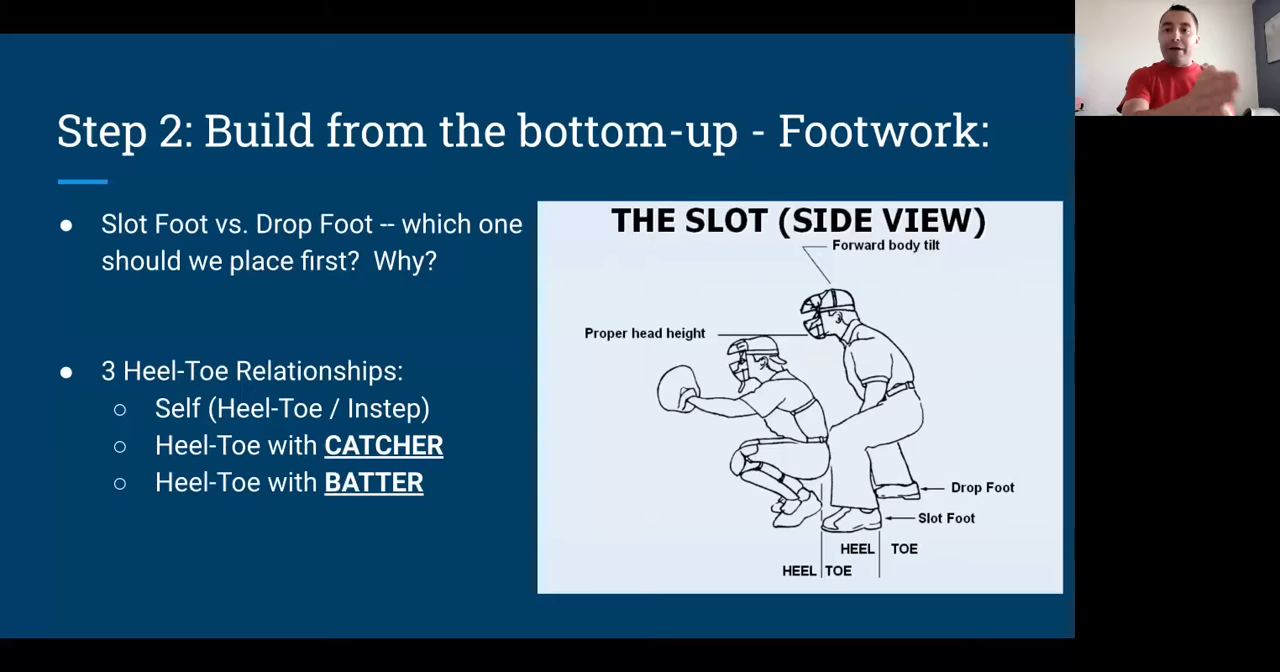 Step 2: Build from the bottom-up - Footwork:
● Slot Foot vs. Drop Foot -- which one
should we place first? Why?
● 3 Heel-Toe Relationships:
○ Self (Heel-Toe / Instep)
○ Heel-Toe with CATCHER
○ Heel-Toe with BATTER
THE SLOT (SIDE VIEW)
Forward body tilt
Proper head height
Drop Foot
Slot Foot
HEEL TOE
HEEL TOE